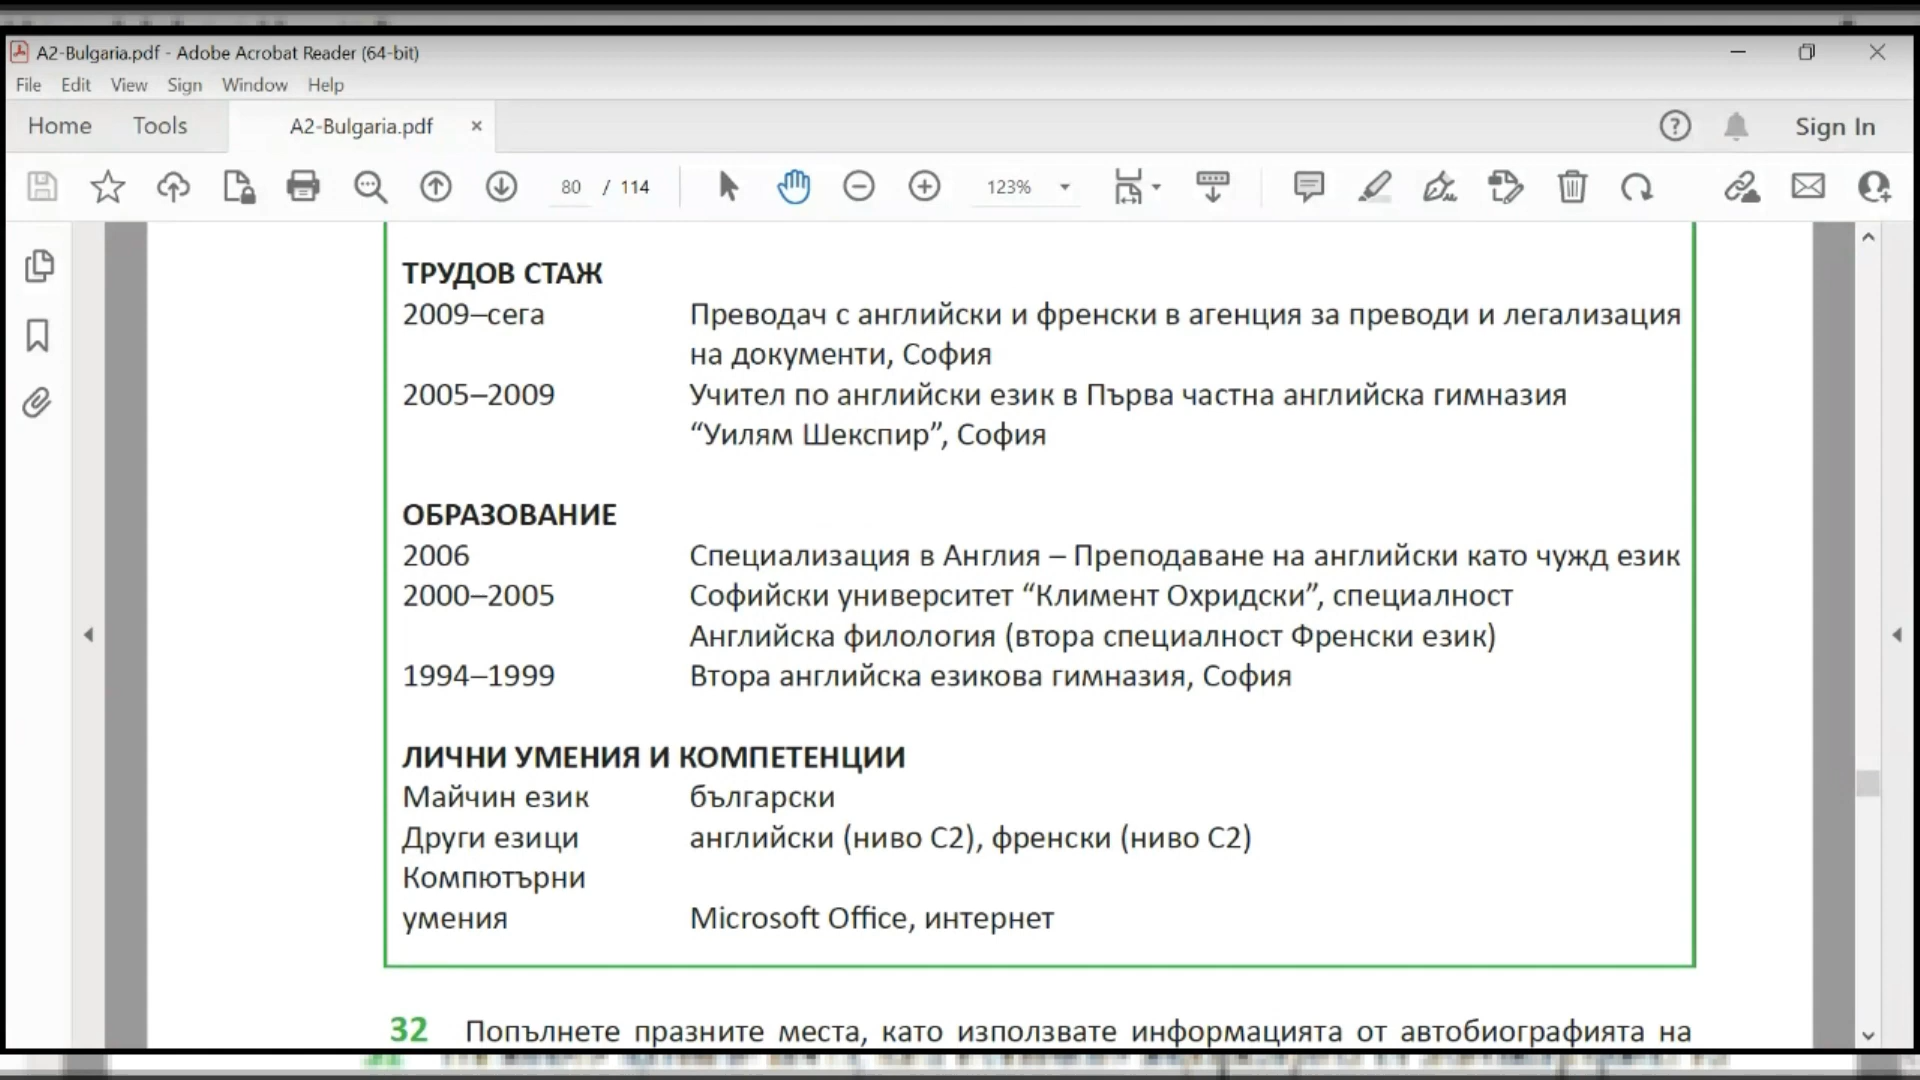 A2-Bulgaria.pdf - Adobe Acrobat Reader (64-bit)
File Edit View Sign Window Help
Home Tools A2-Bulgaria.pdf × Sign In
80 / 114 123%
ТРУДОВ СТАЖ
2009–сега Преводач с английски и френски в агенция за преводи и легализация
на документи, София
2005–2009 Учител по английски език в Първа частна английска гимназия
“Уилям Шекспир”, София
ОБРАЗОВАНИЕ
2006 Специализация в Англия – Преподаване на английски като чужд език
2000–2005 Софийски университет “Климент Охридски”, специалност
Английска филология (втора специалност Френски език)
1994–1999 Втора английска езикова гимназия, София
ЛИЧНИ УМЕНИЯ И КОМПЕТЕНЦИИ
Майчин език български
Други езици английски (ниво С2), френски (ниво С2)
Компютърни
умения Microsoft Office, интернет
32 Попълнете празните места, като използвате информацията от автобиографията на